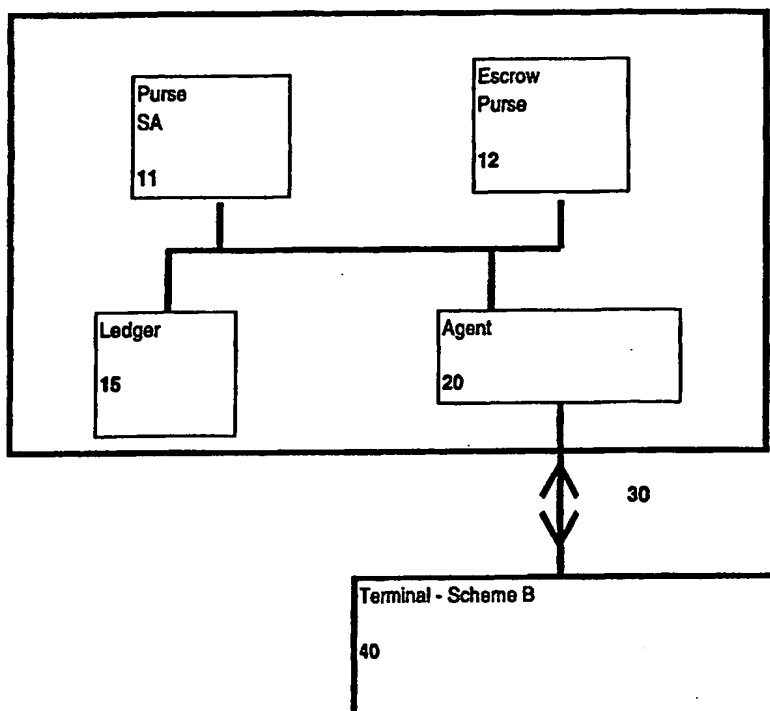 Purse
SA
11
Escrow
Purse
12
Ledger
15
Agent
20
30
Terminal - Scheme B
40